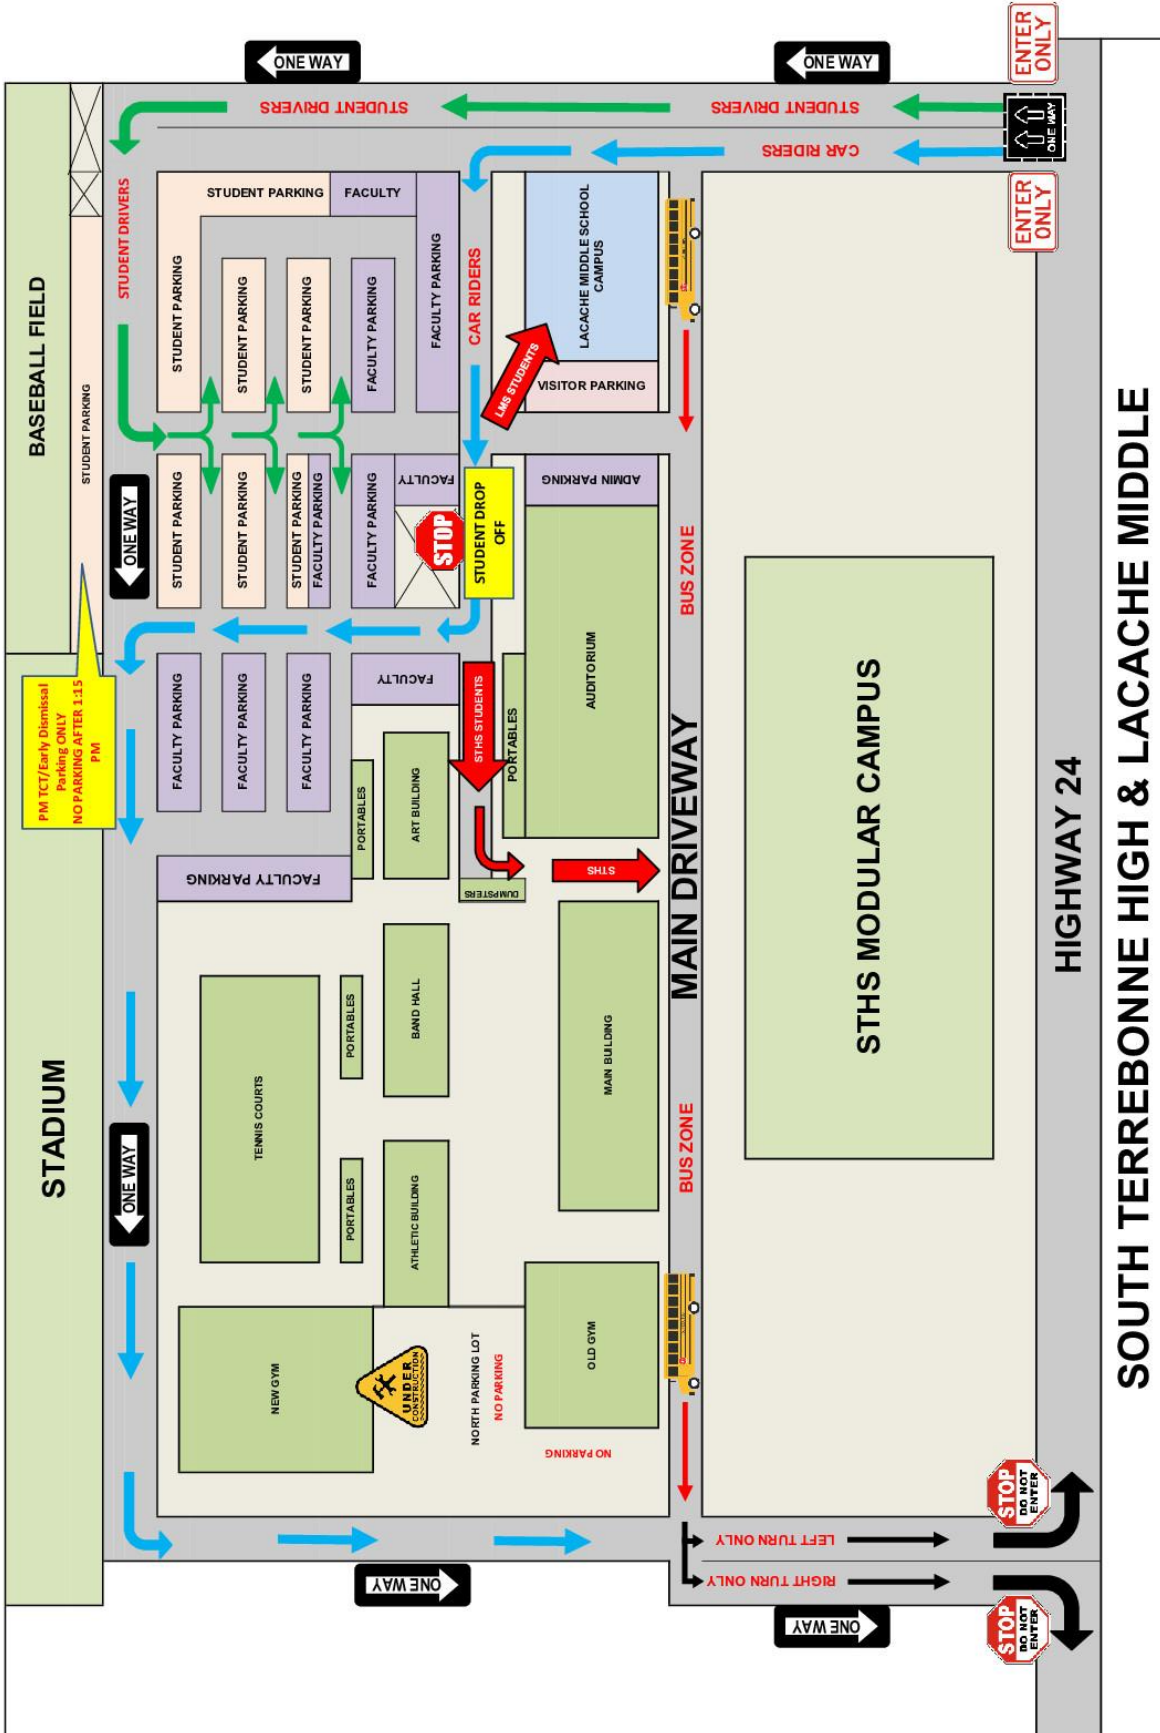 SOUTH TERREBONNE HIGH & LACACHE MIDDLE
HIGHWAY 24
ENTER
ONLY
ONE WAY
ENTER
ONLY
ONE WAY
ONE WAY
STUDENT DRIVERS
STUDENT DRIVERS
CAR RIDERS
STUDENT DRIVERS
CAR RIDERS
BASEBALL FIELD
STUDENT PARKING
STUDENT PARKING
FACULTY
STUDENT PARKING
STUDENT PARKING
STUDENT PARKING
FACULTY PARKING
FACULTY PARKING
LACACHE MIDDLE SCHOOL
CAMPUS
LMS STUDENTS
VISITOR PARKING
ONE WAY
STUDENT PARKING
STUDENT PARKING
STUDENT PARKING
FACULTY PARKING
FACULTY PARKING
FACULTY
STOP
STUDENT DROP
OFF
ADMIN PARKING
AUDITORIUM
BUS ZONE
PM TCT/Early Dismissal
Parking ONLY
NO PARKING AFTER 1:15
PM
FACULTY PARKING
FACULTY PARKING
FACULTY PARKING
FACULTY
STHS STUDENTS
PORTABLES
PORTABLES
ART BUILDING
FACULTY PARKING
DUMPSTERS
STHS
MAIN DRIVEWAY
STHS MODULAR CAMPUS
STADIUM
TENNIS COURTS
PORTABLES
BAND HALL
MAIN BUILDING
BUS ZONE
ONE WAY
PORTABLES
ATHLETIC BUILDING
NEW GYM
UNDER
CONSTRUCTION
NORTH PARKING LOT
NO PARKING
OLD GYM
NO PARKING
LEFT TURN ONLY
RIGHT TURN ONLY
ONE WAY
ONE WAY
STOP
DO NOT
ENTER
STOP
DO NOT
ENTER